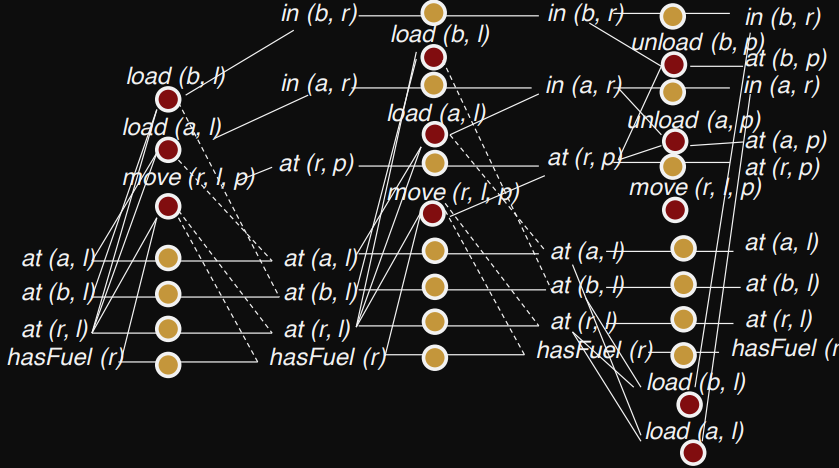 in (b, r)
in (b, r)
in (b, r)
load (b, l)
unload (b, p)
at (b, p)
load (b, l)
in (a, r)
in (a, r)
in (a, r)
load (a, l)
load (a, l)
unload (a, p)
at (a, p)
at (r, p)
at (r, p)
at (r, p)
move (r, l, p)
move (r, l, p)
move (r, l, p)
at (a, l)
at (a, l)
at (a, l)
at (a, l)
at (b, l)
at (b, l)
at (b, l)
at (b, l)
at (r, l)
at (r, l)
at (r, l)
at (r, l)
hasFuel (r)
hasFuel (r)
hasFuel (r)
hasFuel (r
load (b, l)
load (a, l)